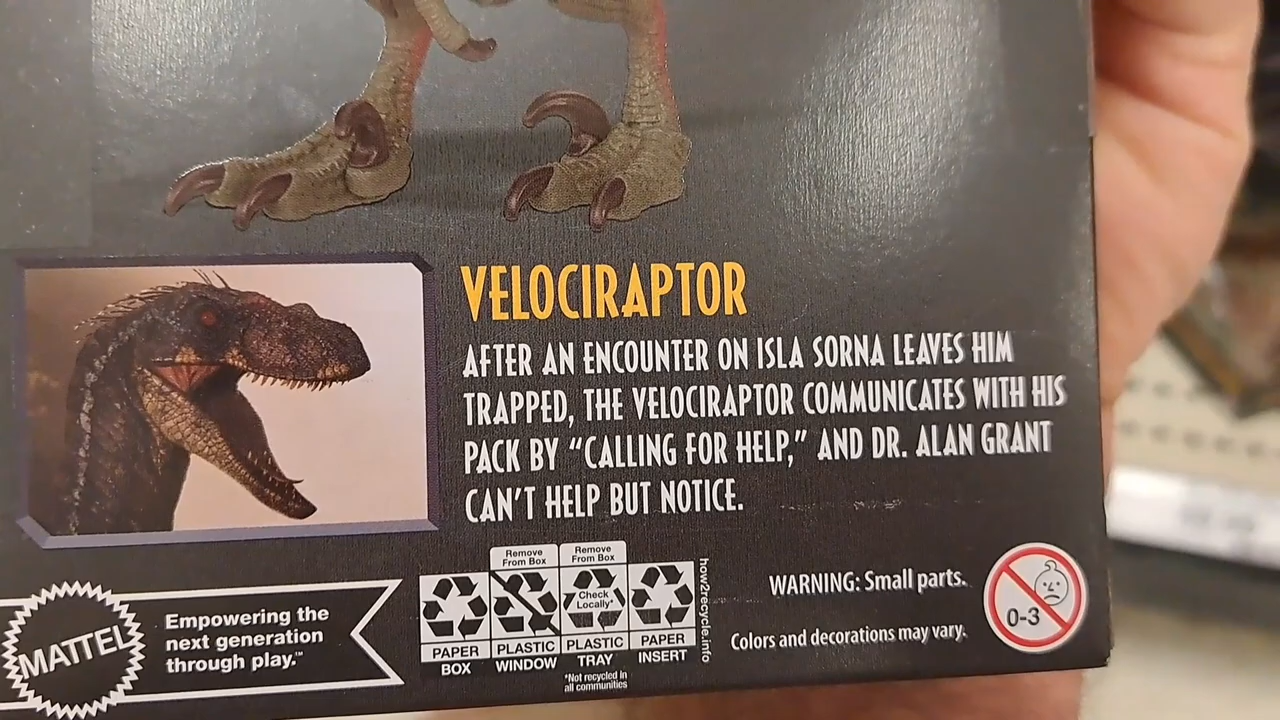 VELOCIRAPTOR
AFTER AN ENCOUNTER ON ISLA SORNA LEAVES HIM
TRAPPED, THE VELOCIRAPTOR COMMUNICATES WITH HIS
PACK BY “CALLING FOR HELP,” AND DR. ALAN GRANT
CAN’T HELP BUT NOTICE.
MATTEL
Empowering the
next generation
through play.™
PAPER
BOX
Remove
From Box
PLASTIC
WINDOW
Remove
From Box
Check
Locally*
PLASTIC
TRAY
*Not recycled in
all communities
PAPER
INSERT
how2recycle.info
WARNING: Small parts.
Colors and decorations may vary.
0-3